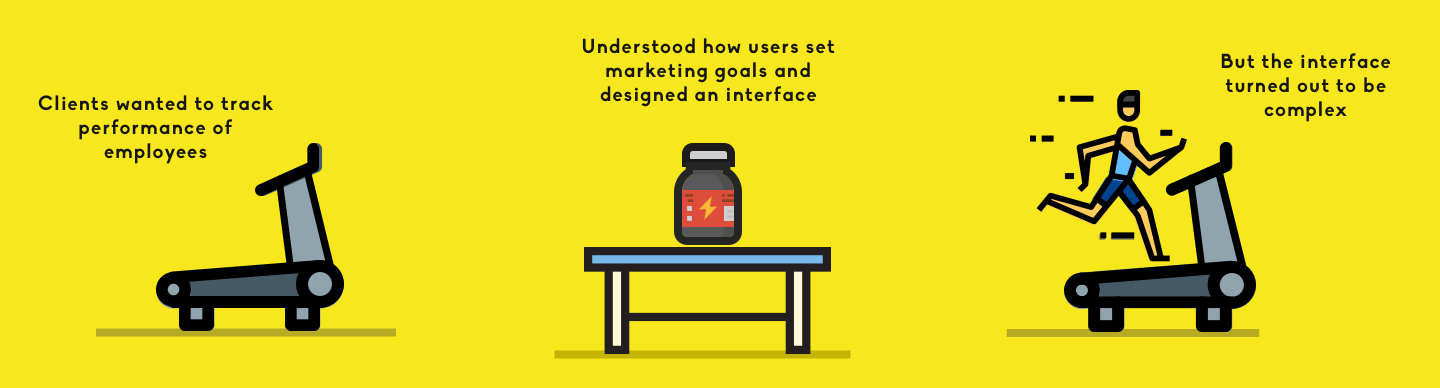 Clients wanted to track
performance of
employees
Understood how users set
marketing goals and
designed an interface
But the interface
turned out to be
complex